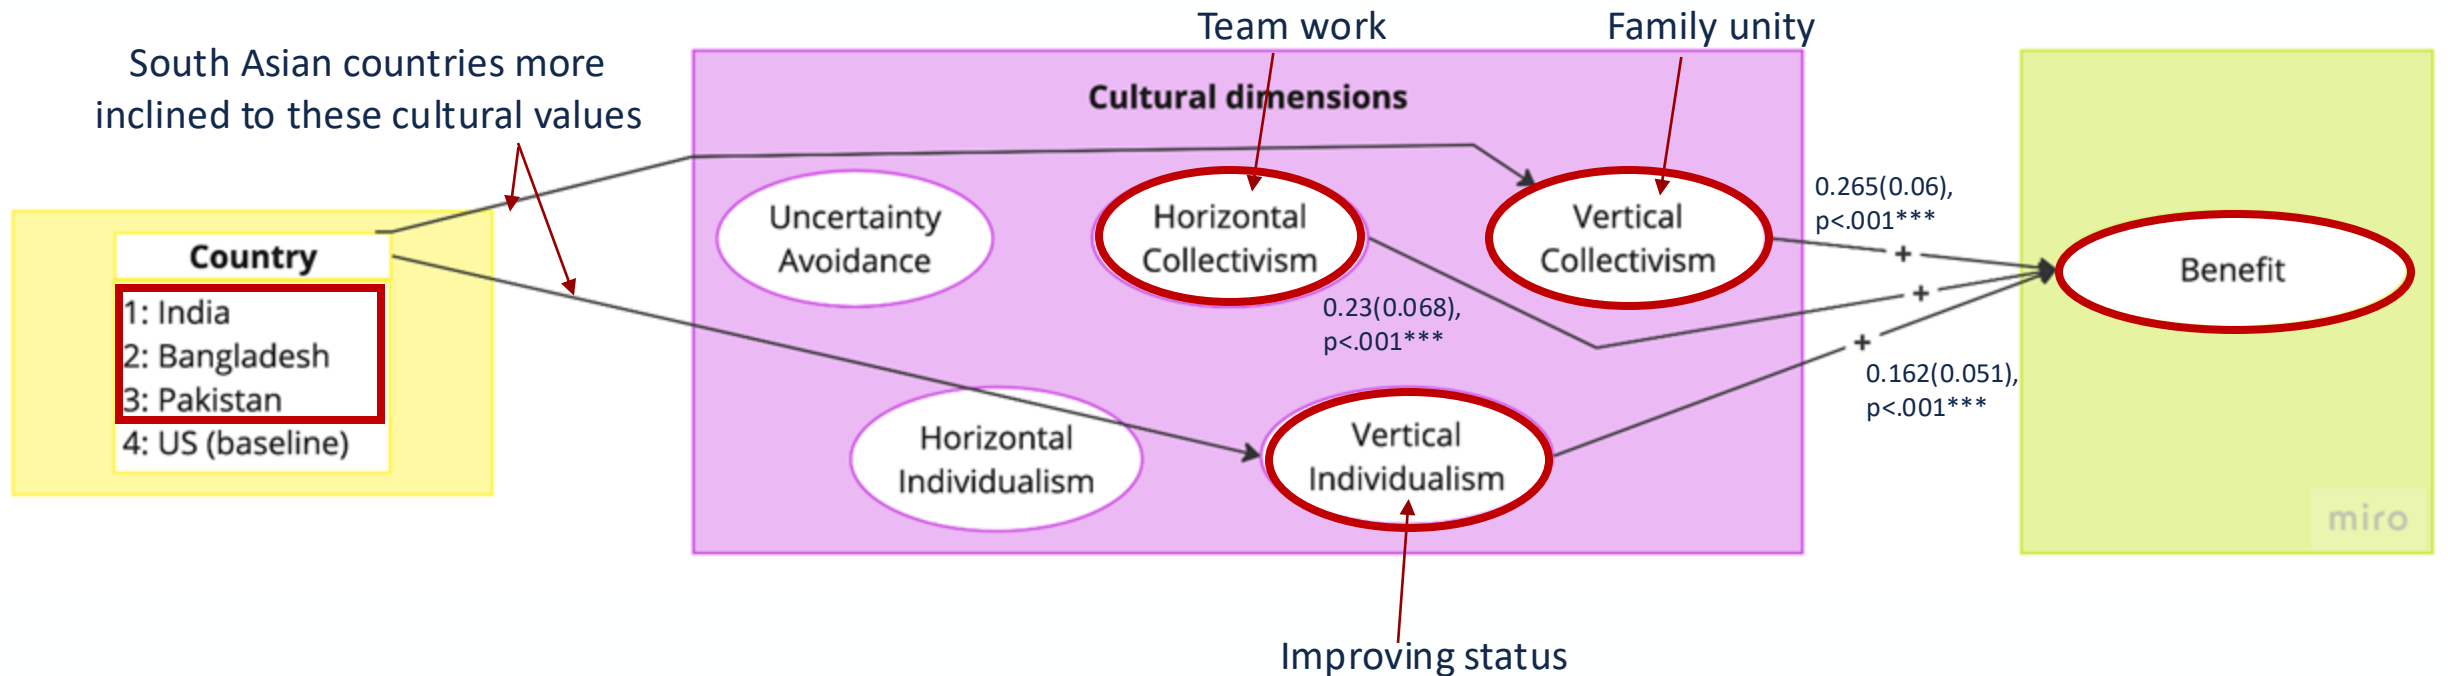 Team work
Family unity
South Asian countries more
inclined to these cultural values
Cultural dimensions
Country
1: India
2: Bangladesh
3: Pakistan
4: US (baseline)
Uncertainty
Avoidance
Horizontal
Collectivism
Vertical
Collectivism
0.265(0.06),
p<.001***
+
0.23(0.068),
p<.001***
+
Horizontal
Individualism
Vertical
Individualism
+
0.162(0.051),
p<.001***
Benefit
miro
Improving status